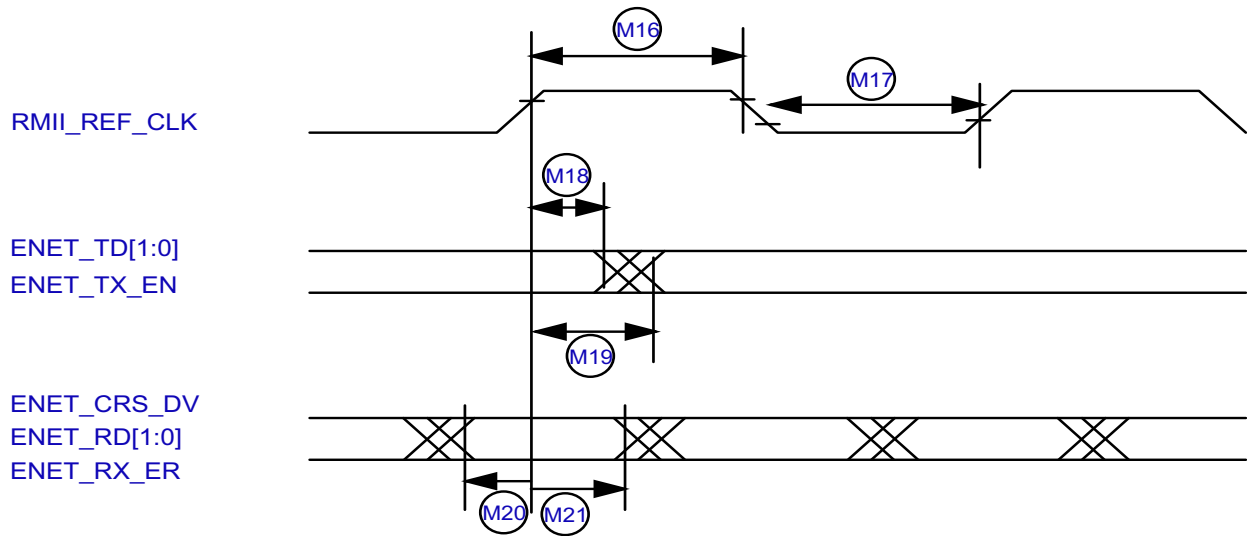 M16
M17
RMII_REF_CLK
M18
ENET_TD[1:0]
ENET_TX_EN
M19
ENET_CRS_DV
ENET_RD[1:0]
ENET_RX_ER
M20
M21